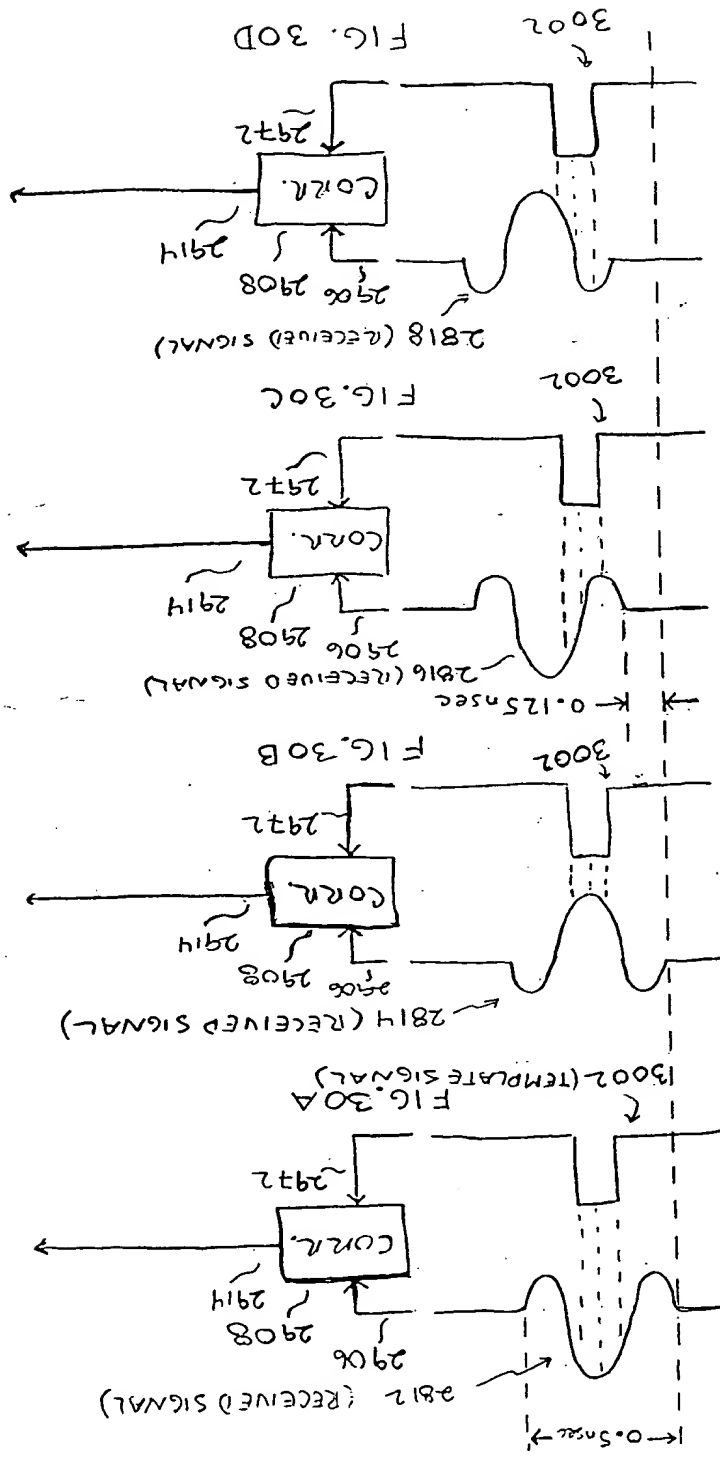 0.5nsec
2812 (RECEIVED SIGNAL)
2906
2908
2914
CORR.
2972
FIG. 30A
3002 (TEMPLATE SIGNAL)
2814 (RECEIVED SIGNAL)
2906
2908
2914
CORR.
2972
3002
FIG. 30B
0.125nsec
2816 (RECEIVED SIGNAL)
2906
2908
2914
CORR.
2972
FIG. 30C
3002
2818 (RECEIVED SIGNAL)
2906
2908
2914
CORR.
2972
FIG. 30D
3002